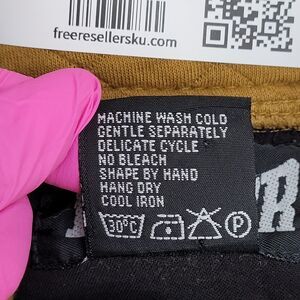 freeresellersku.com
MACHINE WASH COLD
GENTLE SEPARATELY
DELICATE CYCLE
NO BLEACH
SHAPE BY HAND
HANG DRY
COOL IRON
30°C P
R